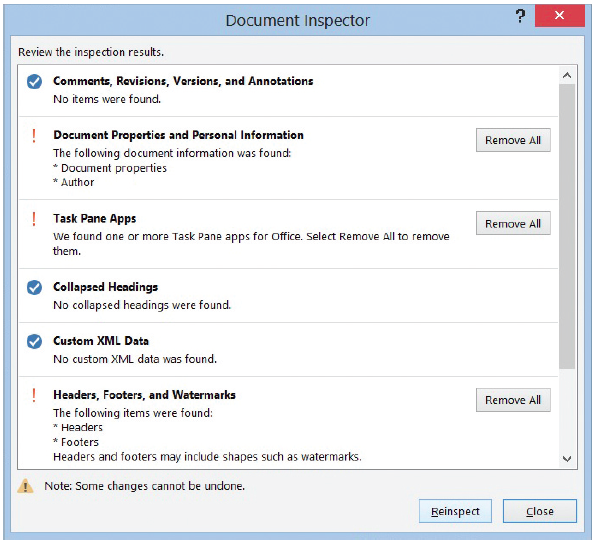 Document Inspector
?
Review the inspection results.
Comments, Revisions, Versions, and Annotations
No items were found.
Document Properties and Personal Information
Remove All
The following document information was found:
* Document properties
* Author
Task Pane Apps
Remove All
We found one or more Task Pane apps for Office. Select Remove All to remove
them.
Collapsed Headings
No collapsed headings were found.
Custom XML Data
No custom XML data was found.
Headers, Footers, and Watermarks
Remove All
The following items were found:
* Headers
* Footers
Headers and footers may include shapes such as watermarks.
Note: Some changes cannot be undone.
Reinspect
Close